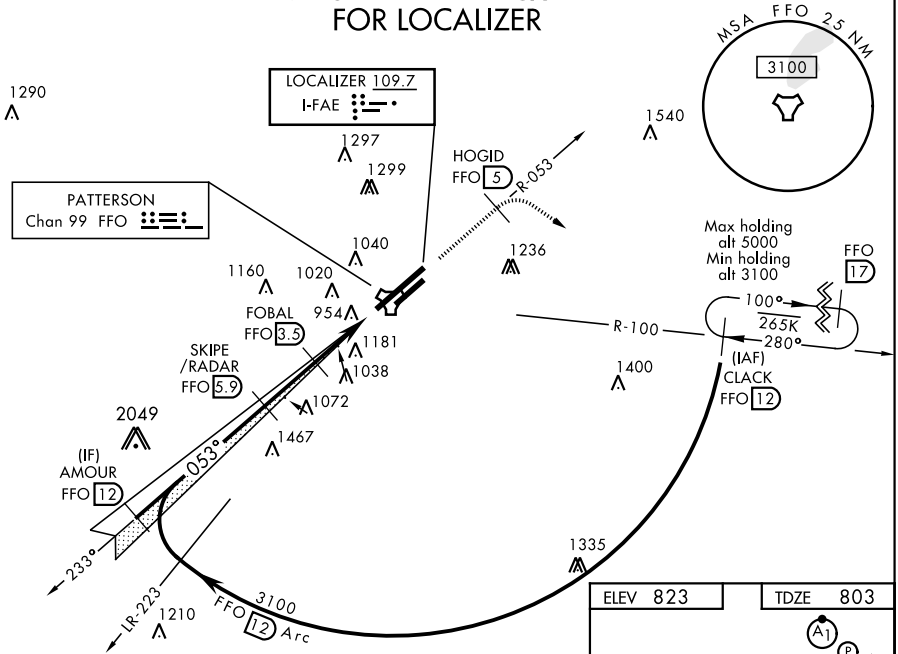 FOR LOCALIZER
MSA FFO 25 NM
3100
LOCALIZER 109.7
I-FAE
1290
1297
1299
1540
HOGID
FFO 5
R-053
PATTERSON
Chan 99 FFO
1040
1236
Max holding
alt 5000
Min holding
alt 3100
FFO
17
1160
1020
954
FOBAL
FFO 3.5
100°
265K
280°
R-100
SKIPE
/RADAR
FFO 5.9
1181
1038
1400
(IAF)
CLACK
FFO 12
1072
2049
1467
053°
(IF)
AMOUR
FFO 12
233°
1335
LR-223
3100
FFO 12 Arc
1210
ELEV 823
TDZE 803
A1
P